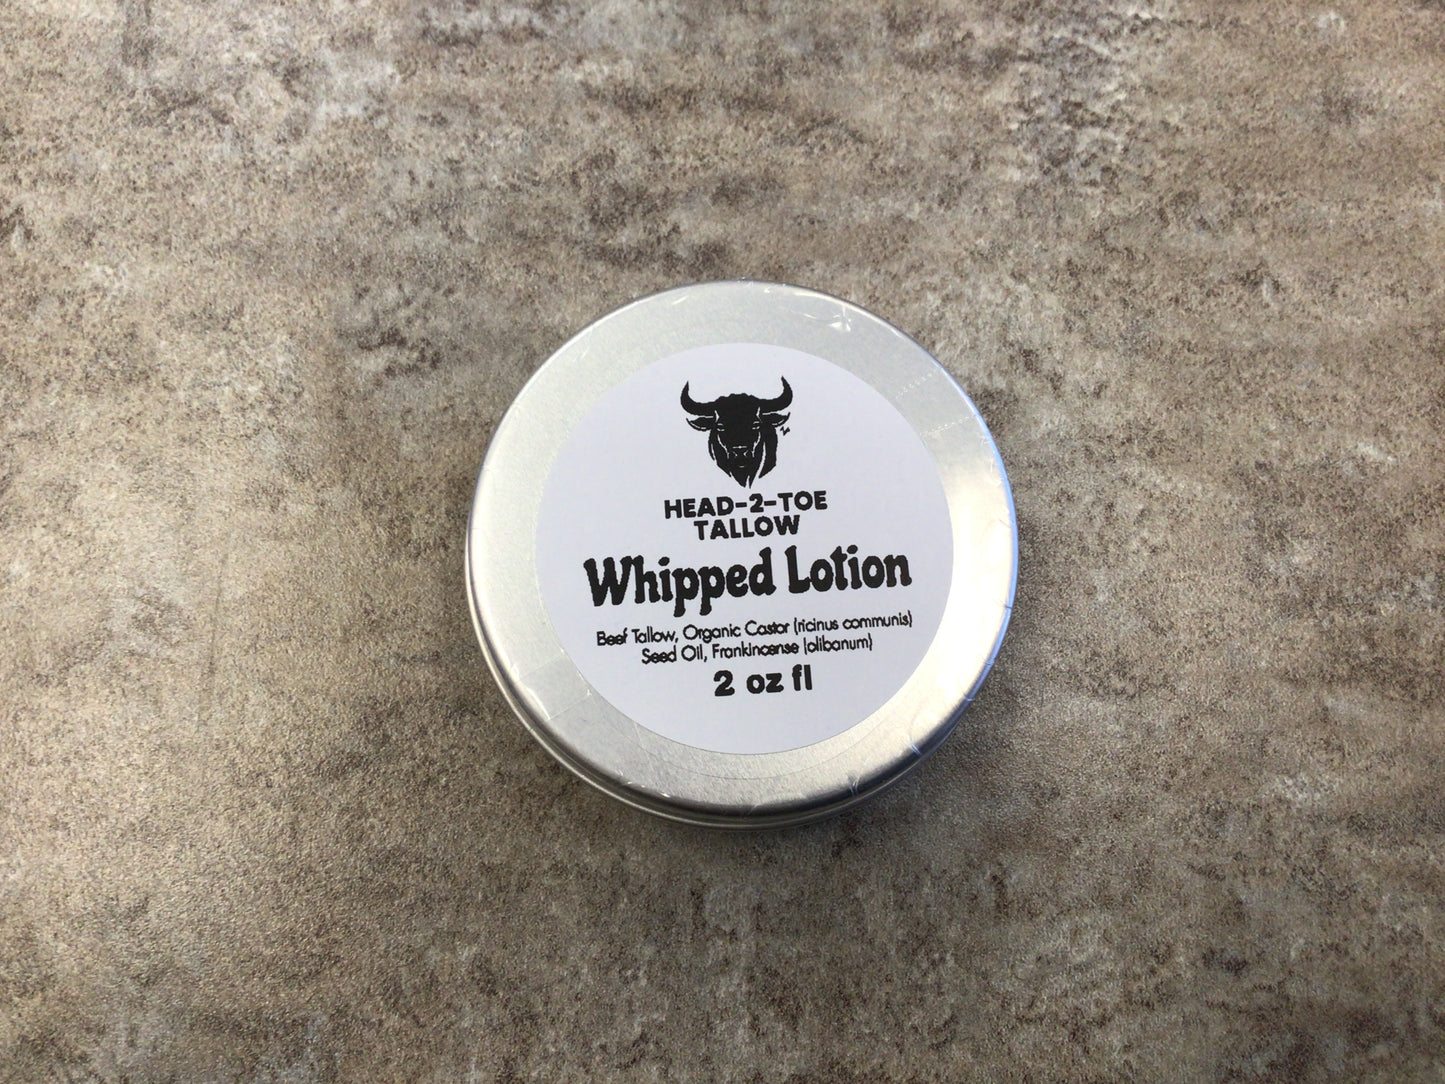 HEAD-2-TOE
TALLOW
Whipped Lotion
Beef Tallow, Organic Castor (ricinus communis)
Seed Oil, Frankincense (olibanum)
2 oz fl